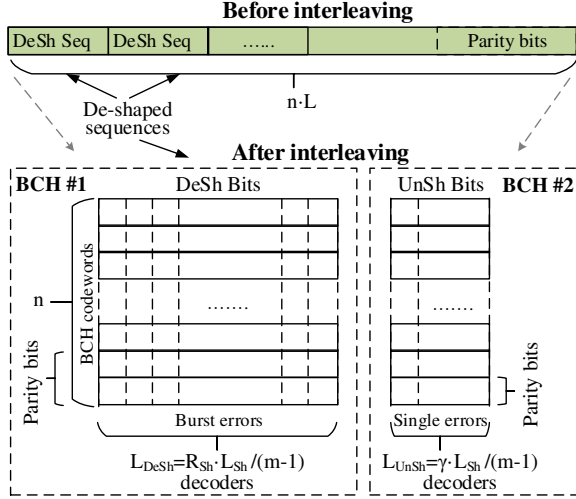 Before interleaving
DeSh Seq DeSh Seq ...... Parity bits
n·L
De-shaped
sequences
After interleaving
BCH #1 DeSh Bits UnSh Bits BCH #2
n
BCH codewords
Parity bits
.......
.......
Parity bits
Burst errors Single errors
L_DeSh=R_Sh·L_Sh/(m-1) L_UnSh=γ·L_Sh/(m-1)
decoders decoders